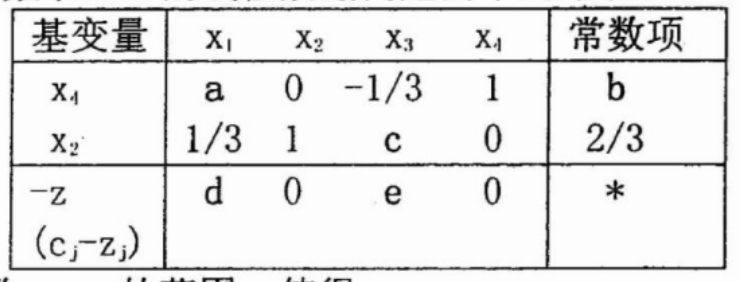 基变量 x₁ x₂ x₃ x₄ 常数项
x₄ a 0 -1/3 1 b
x₂ 1/3 1 c 0 2/3
-z d 0 e 0 *
(cⱼ-zⱼ)